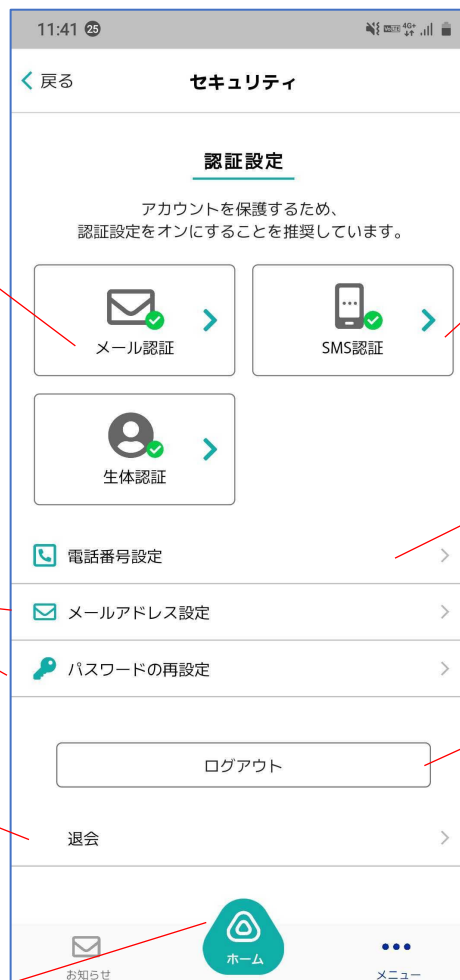 11:41 25
4G+
戻る
セキュリティ
認証設定
アカウントを保護するため、
認証設定をオンにすることを推奨しています。
メール認証
SMS認証
生体認証
電話番号設定
メールアドレス設定
パスワードの再設定
ログアウト
退会
お知らせ
ホーム
メニュー